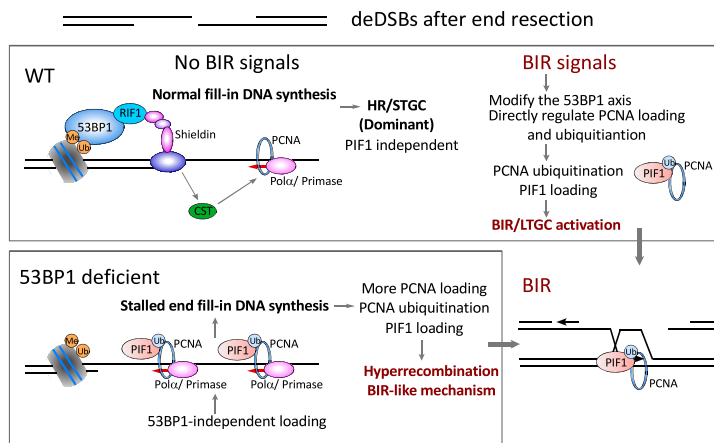 deDSBs after end resection
WT
No BIR signals
Normal fill-in DNA synthesis
53BP1
RIF1
Shieldin
Me
Ub
PCNA
Polα/ Primase
CST
HR/STGC
(Dominant)
PIF1 independent
BIR signals
Modify the 53BP1 axis
Directly regulate PCNA loading
and ubiquitiantion
PCNA ubiquitination
PIF1 loading
BIR/LTGC activation
PIF1
Ub
PCNA
53BP1 deficient
Stalled end fill-in DNA synthesis
Me
Ub
PIF1
Ub
PCNA
Polα/ Primase
PIF1
Ub
PCNA
Polα/ Primase
53BP1-independent loading
More PCNA loading
PCNA ubiquitination
PIF1 loading
Hyperrecombination
BIR-like mechanism
BIR
PIF1
Ub
PCNA